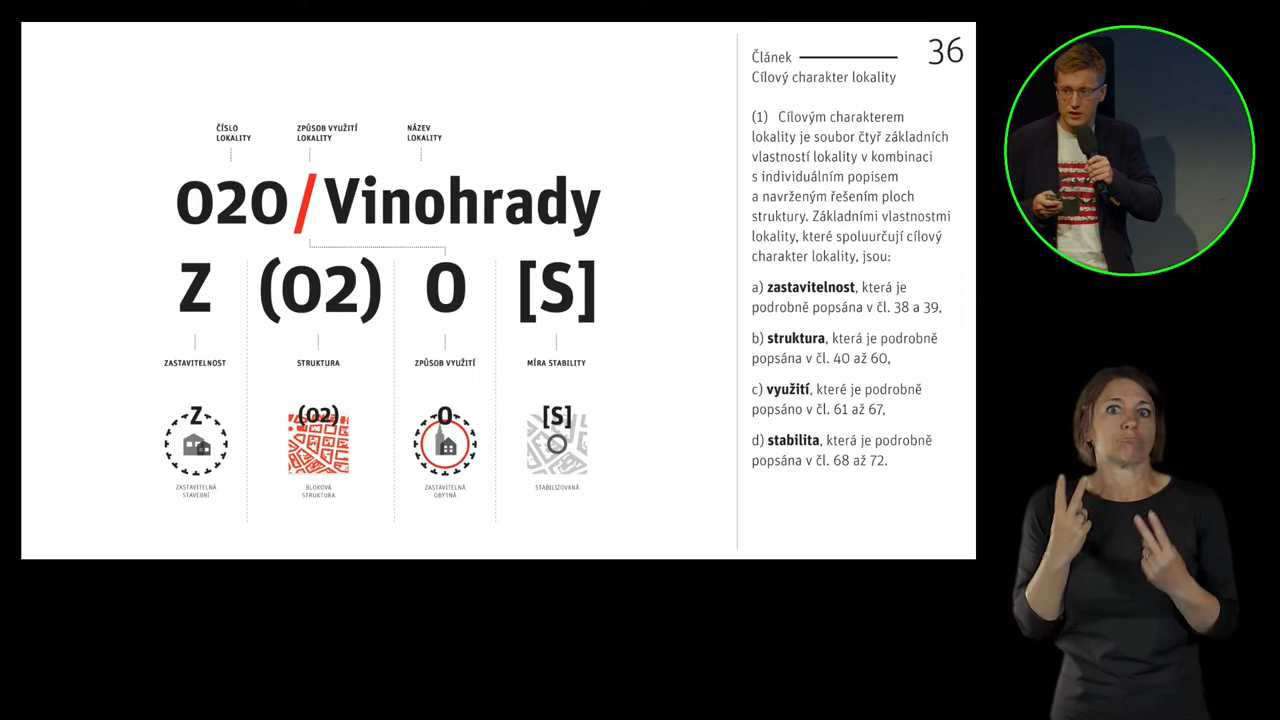 ČÍSLO
LOKALITY
ZPŮSOB VYUŽITÍ
LOKALITY
NÁZEV
LOKALITY
020/Vinohrady
Z (02) O [S]
ZASTAVITELNOST
STRUKTURA
ZPŮSOB VYUŽITÍ
MÍRA STABILITY
Z
(02)
O
[S]
ZASTAVITELNÁ
STAVEBNÍ
BLOKOVÁ
STRUKTURA
ZASTAVITELNÁ
OBYTNÁ
STABILIZOVANÁ
Článek 36
Cílový charakter lokality
(1) Cílovým charakterem
lokality je soubor čtyř základních
vlastností lokality v kombinaci
s individuálním popisem
a navrženým řešením ploch
struktury. Základními vlastnostmi
lokality, které spoluurčují cílový
charakter lokality, jsou:
a) zastavitelnost, která je
podrobně popsána v čl. 38 a 39,
b) struktura, která je podrobně
popsána v čl. 40 až 60,
c) využití, které je podrobně
popsáno v čl. 61 až 67,
d) stabilita, která je podrobně
popsána v čl. 68 až 72.